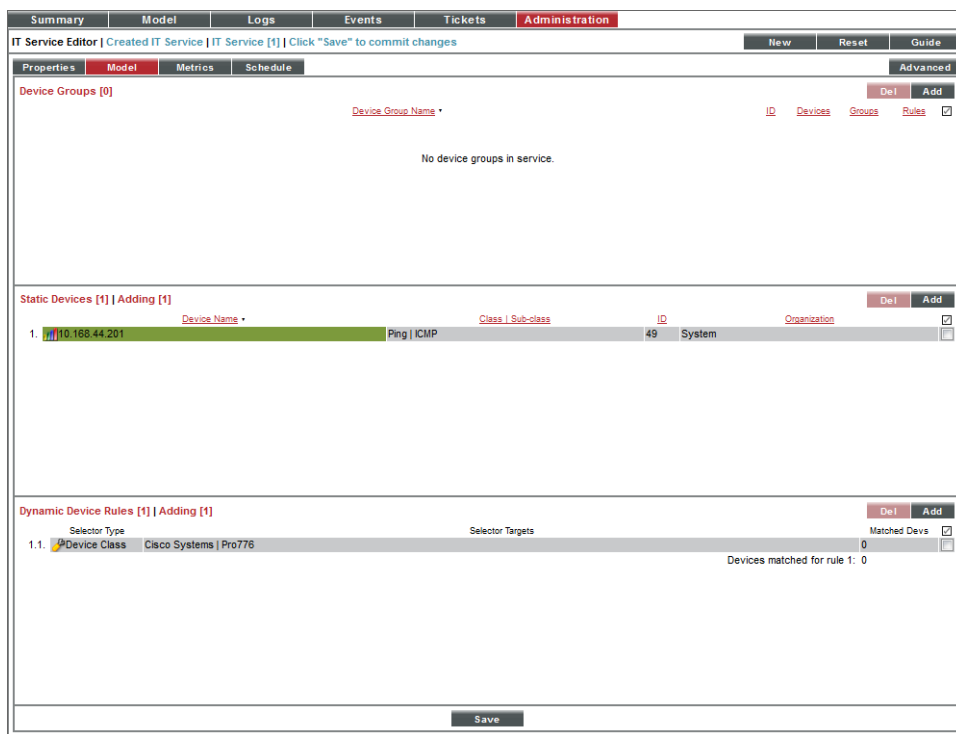 Summary Model Logs Events Tickets Administration
IT Service Editor | Created IT Service | IT Service [1] | Click "Save" to commit changes New Reset Guide
Properties Model Metrics Schedule Advanced
Device Groups [0] Del Add
Device Group Name ID Devices Groups Rules
No device groups in service.
Static Devices [1] | Adding [1] Del Add
Device Name Class | Sub-class ID Organization
1. 10.168.44.201 Ping | ICMP 49 System
Dynamic Device Rules [1] | Adding [1] Del Add
Selector Type Selector Targets Matched Devs
1.1. Device Class Cisco Systems | Pro776 0
Devices matched for rule 1: 0
Save